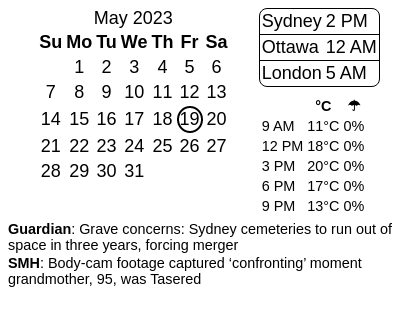 May 2023
Su Mo Tu We Th Fr Sa
1 2 3 4 5 6
7 8 9 10 11 12 13
14 15 16 17 18 19 20
21 22 23 24 25 26 27
28 29 30 31
Sydney 2 PM
Ottawa 12 AM
London 5 AM
°C ☂
9 AM 11°C 0%
12 PM 18°C 0%
3 PM 20°C 0%
6 PM 17°C 0%
9 PM 13°C 0%
Guardian: Grave concerns: Sydney cemeteries to run out of
space in three years, forcing merger
SMH: Body-cam footage captured ‘confronting’ moment
grandmother, 95, was Tasered